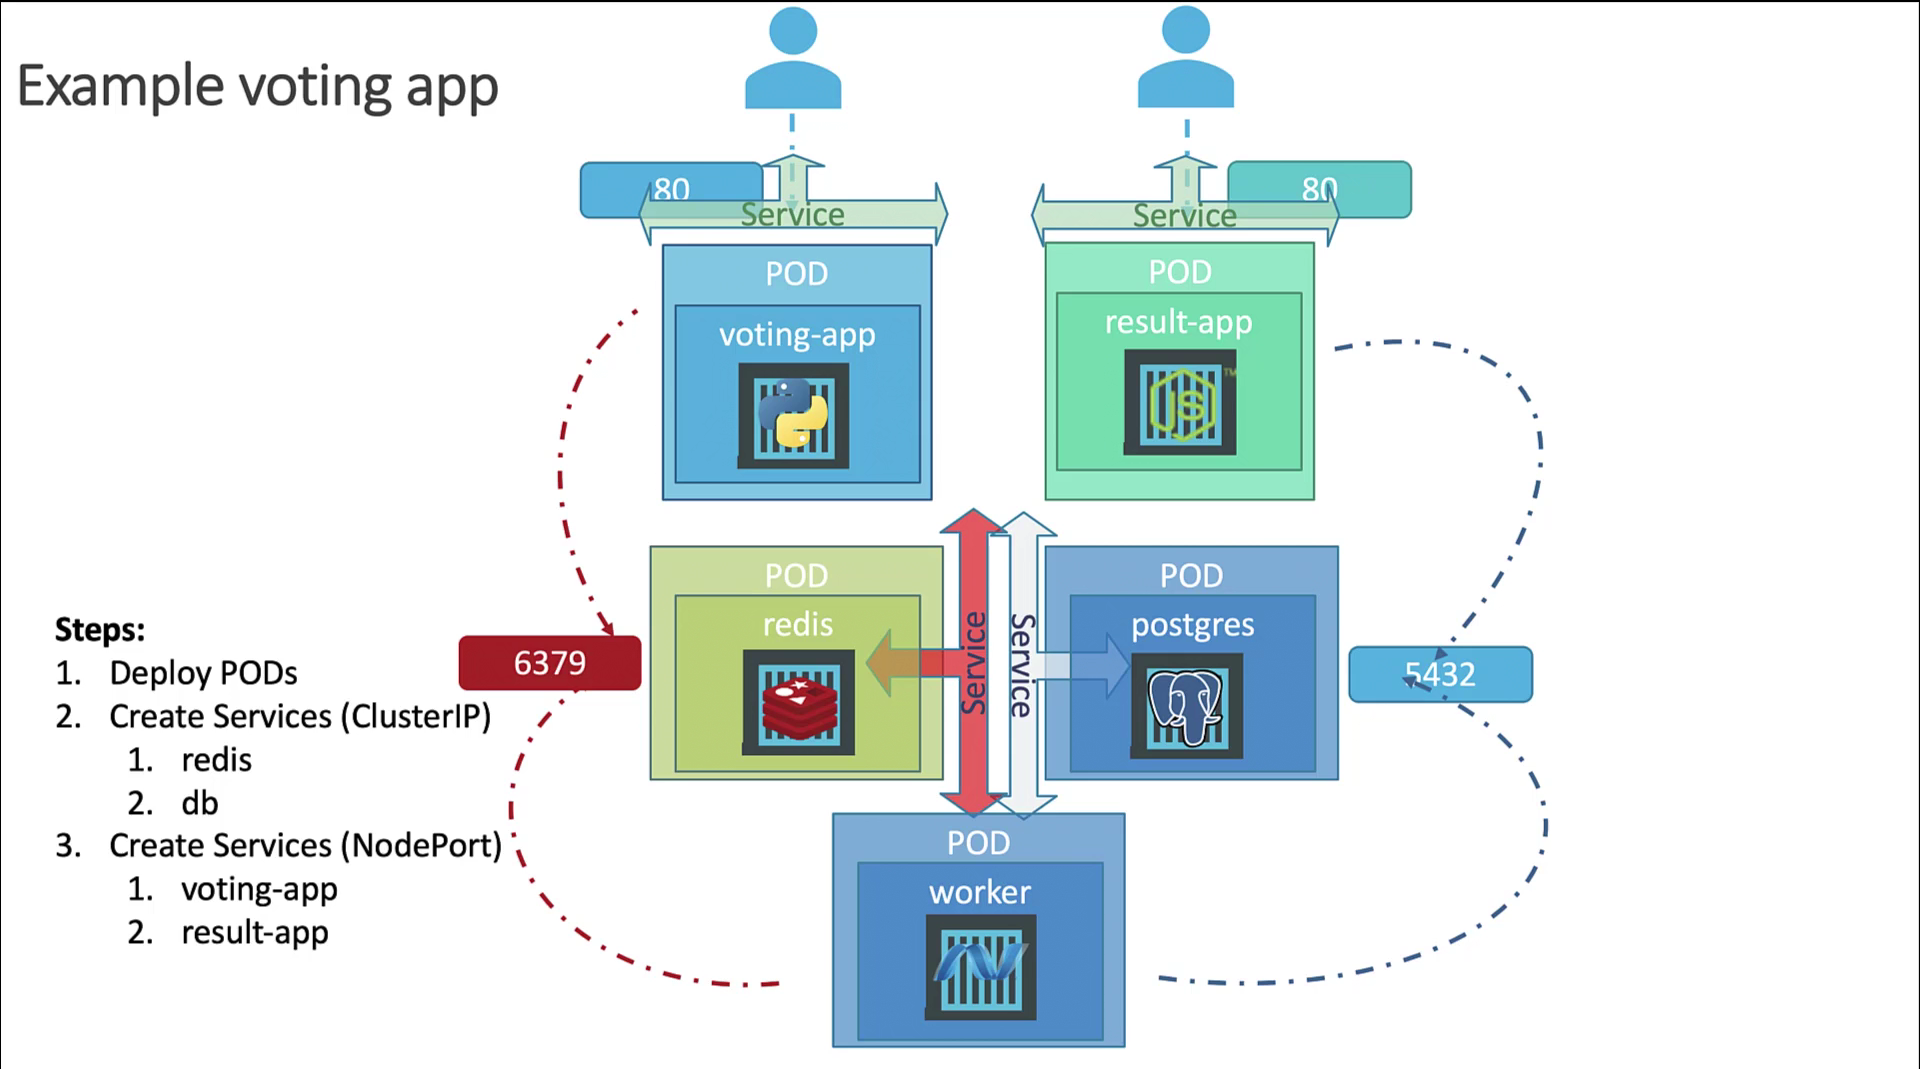 Example voting app
80
Service
80
Service
POD
voting-app
POD
result-app
JS
TM
POD
redis
Service
Service
POD
postgres
6379
5432
POD
worker
Steps:
1. Deploy PODs
2. Create Services (ClusterIP)
1. redis
2. db
3. Create Services (NodePort)
1. voting-app
2. result-app